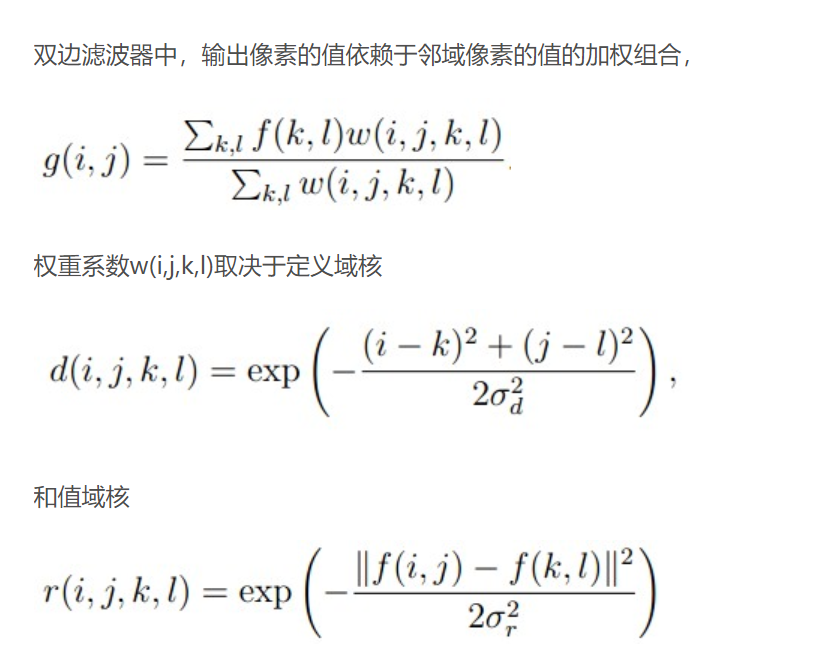 双边滤波器中，输出像素的值依赖于邻域像素的值的加权组合，
g(i, j) = \frac{\sum_{k,l} f(k, l)w(i, j, k, l)}{\sum_{k,l} w(i, j, k, l)}.
权重系数w(i,j,k,l)取决于定义域核
d(i, j, k, l) = \exp\left(-\frac{(i - k)^2 + (j - l)^2}{2\sigma_d^2}\right),
和值域核
r(i, j, k, l) = \exp\left(-\frac{\|f(i, j) - f(k, l)\|^2}{2\sigma_r^2}\right)